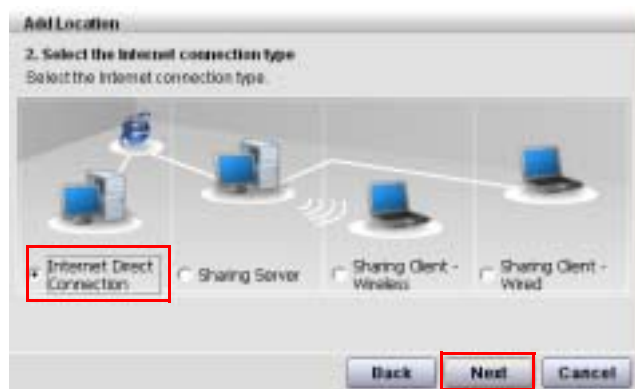 Add Location
2. Select the Internet connection type
Select the Internet connection type.
Internet Direct
Connection
Sharing Server
Sharing Client -
Wireless
Sharing Client -
Wired
Back
Next
Cancel